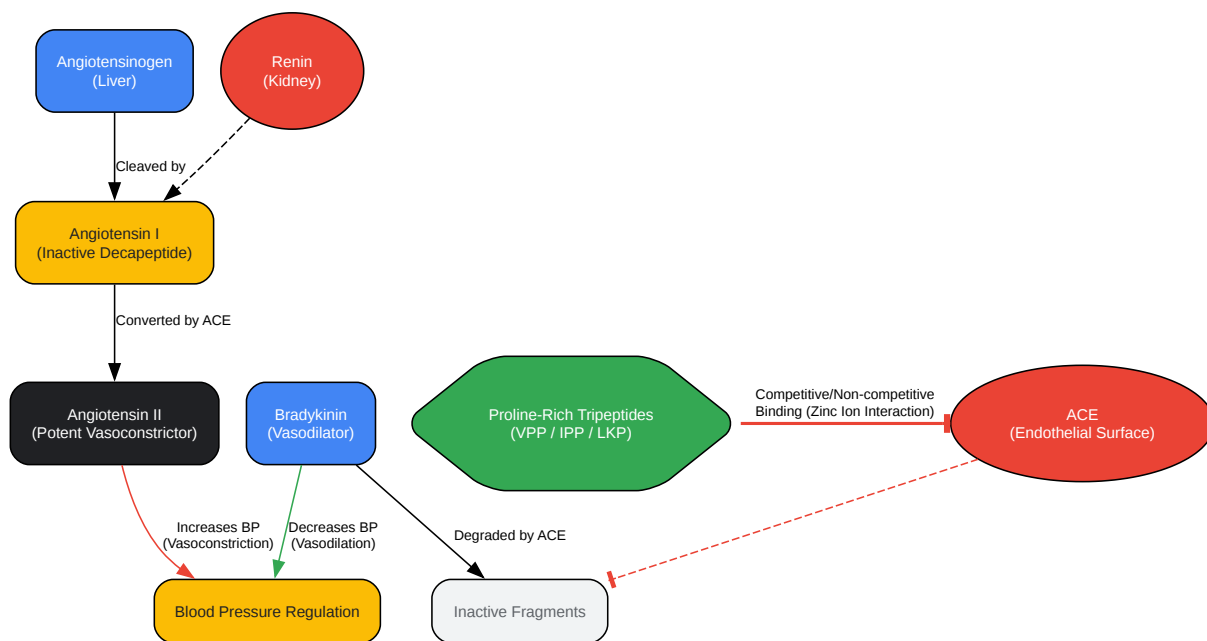 Angiotensinogen
(Liver)
Renin
(Kidney)
Cleaved by
Angiotensin I
(Inactive Decapeptide)
Converted by ACE
Angiotensin II
(Potent Vasoconstrictor)
Bradykinin
(Vasodilator)
Proline-Rich Tripeptides
(VPP / IPP / LKP)
Competitive/Non-competitive
Binding (Zinc Ion Interaction)
ACE
(Endothelial Surface)
Increases BP
(Vasoconstriction)
Decreases BP
(Vasodilation)
Degraded by ACE
Blood Pressure Regulation
Inactive Fragments